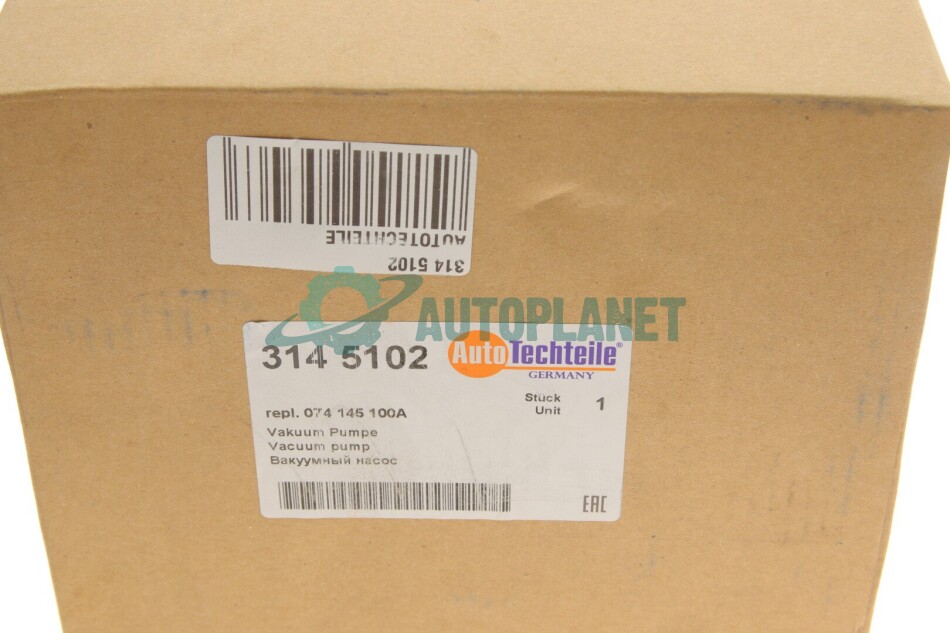 AUTOTECHTEILE
314 5102
AUTOPLANET
314 5102
AutoTechteile®
GERMANY
Stück
Unit 1
repl. 074 145 100A
Vakuum Pumpe
Vacuum pump
Вакуумный насос
EAC